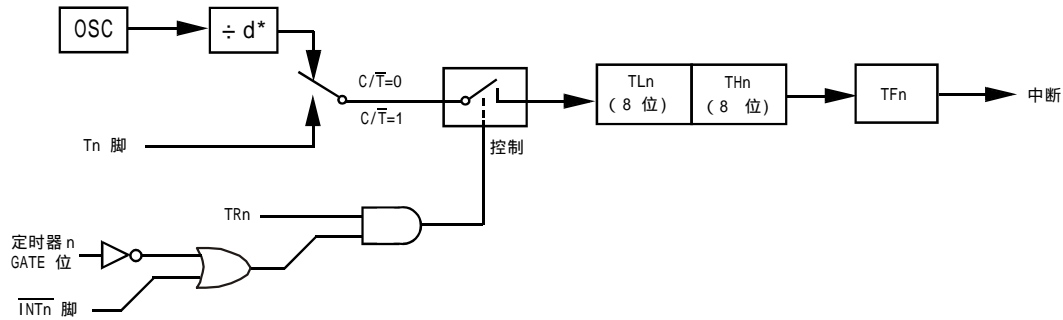 OSC
÷ d*
C/T̅=0
C/T̅=1
TLn
(8 位)
THn
(8 位)
TFn
中断
控制
Tn 脚
TRn
定时器 n
GATE 位
I̅N̅T̅n̅ 脚